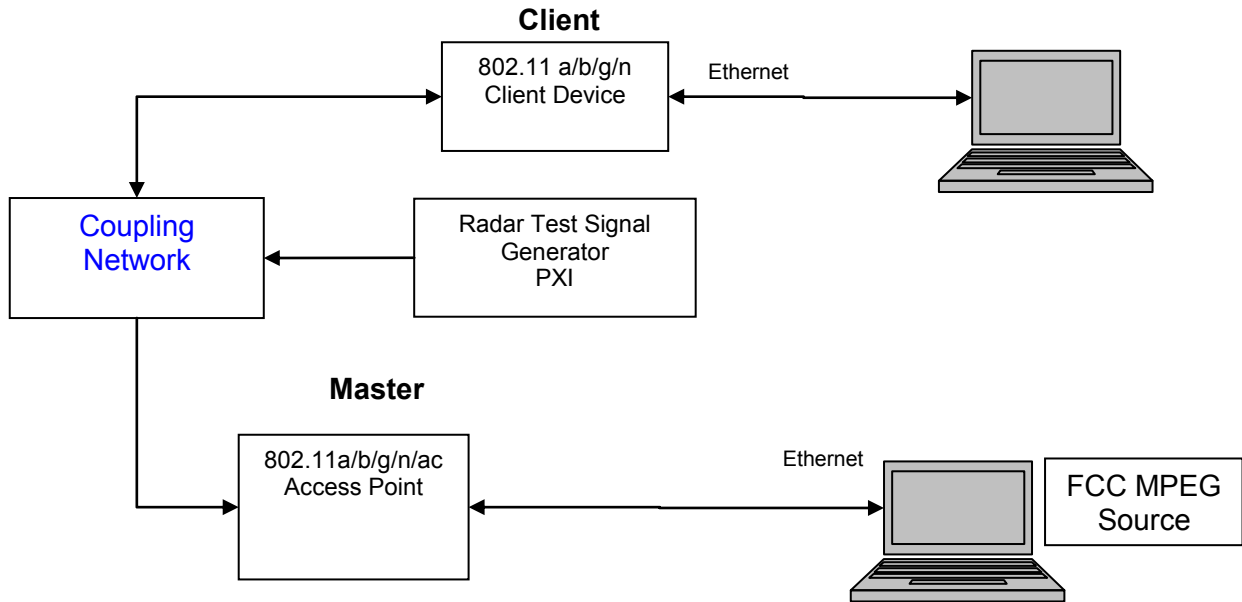 Client
802.11 a/b/g/n
Client Device
Ethernet
Coupling
Network
Radar Test Signal
Generator
PXI
Master
802.11a/b/g/n/ac
Access Point
Ethernet
FCC MPEG
Source